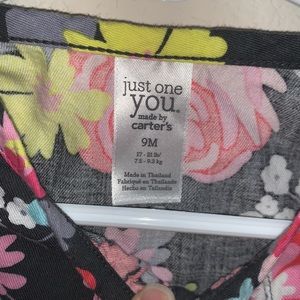 just one
you.
made by
carter's
9M
17 - 21 lb/
7.5 - 9.3 kg
Made in Thailand
Fabriqué en Thaïlande
Hecho en Tailandia